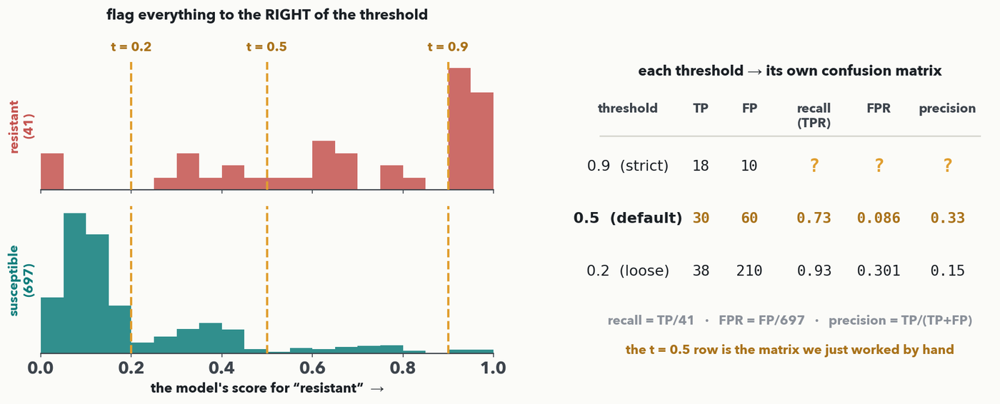 flag everything to the RIGHT of the threshold
t = 0.2 t = 0.5 t = 0.9
resistant
(41)
susceptible
(697)
0.0 0.2 0.4 0.6 0.8 1.0
the model's score for “resistant” →
each threshold → its own confusion matrix
threshold TP FP recall FPR precision
(TPR)
0.9 (strict) 18 10 ? ? ?
0.5 (default) 30 60 0.73 0.086 0.33
0.2 (loose) 38 210 0.93 0.301 0.15
recall = TP/41 · FPR = FP/697 · precision = TP/(TP+FP)
the t = 0.5 row is the matrix we just worked by hand